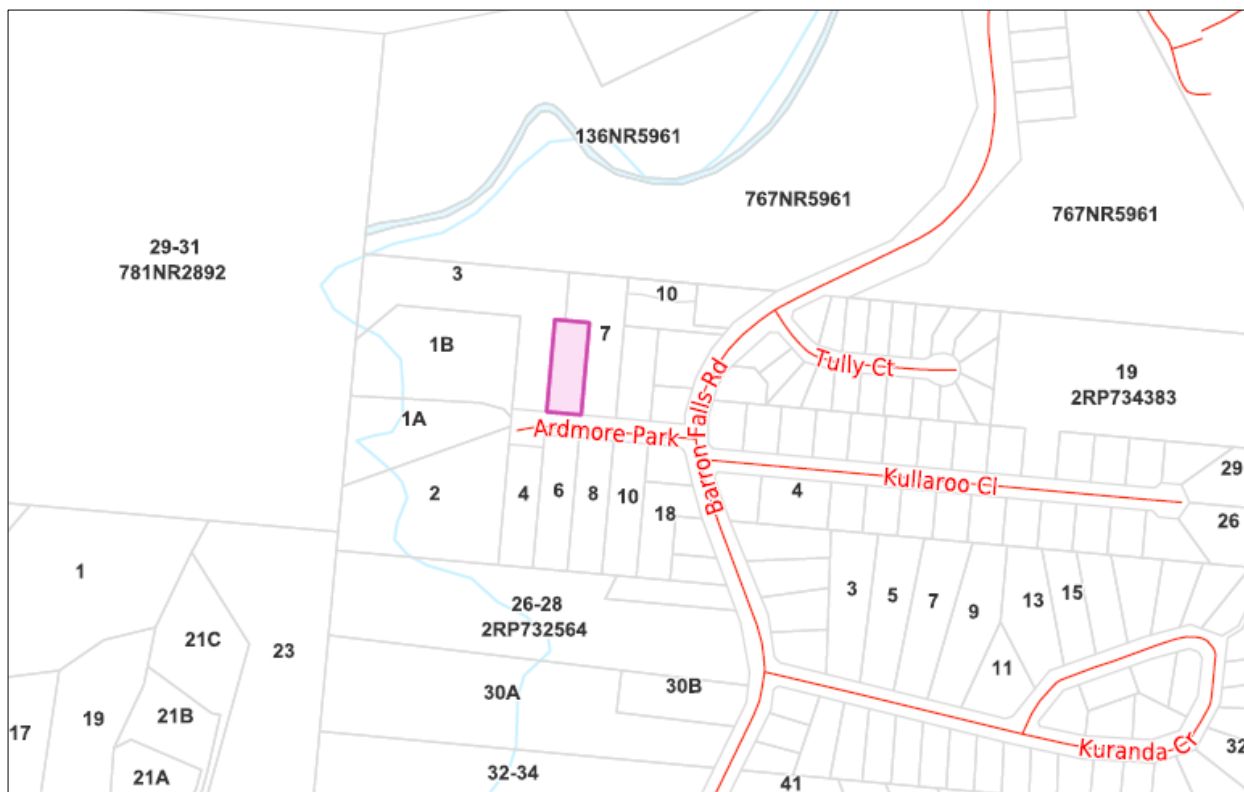 136NR5961
767NR5961
767NR5961
29-31
781NR2892
3
10
7
1B
Tully Ct
19
2RP734383
1A
Ardmore Park
Barron Falls Rd
Kullaroo Cl
29
2
4
6
8
10
18
4
26
1
3
5
7
9
13
15
26-28
2RP732564
21C
23
11
30A
30B
17
19
21B
Kuranda Cr
32
21A
32-34
41